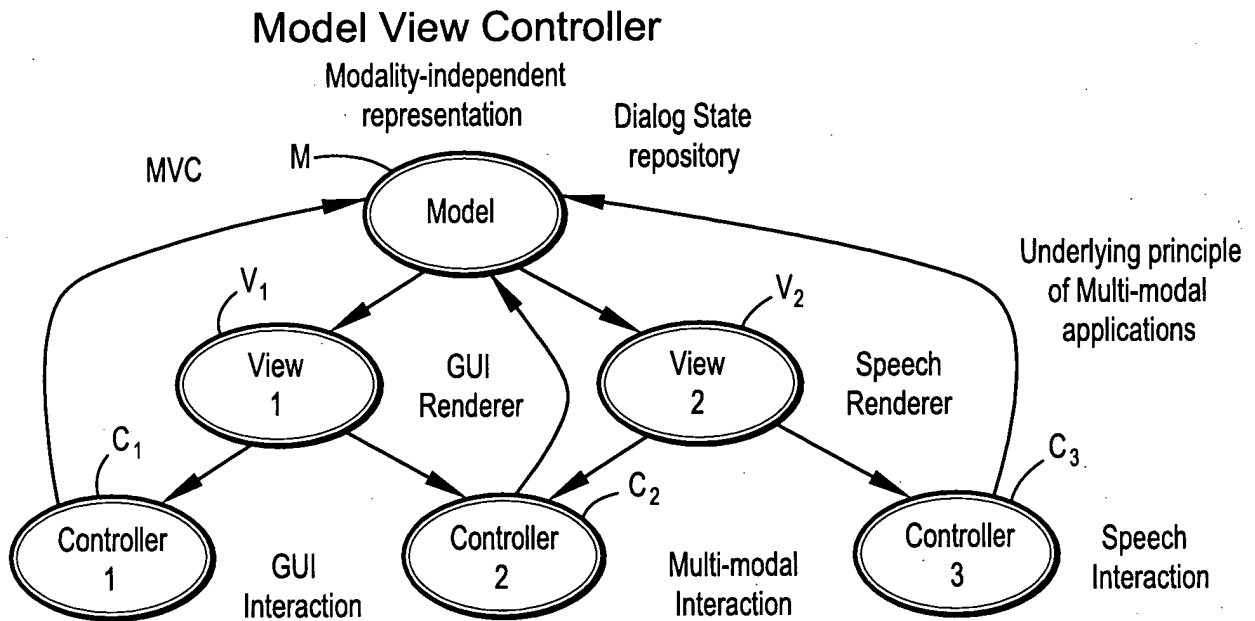 Model View Controller
Modality-independent
representation
Dialog State
repository
MVC
M
Model
Underlying principle
of Multi-modal
applications
V1
V2
View
1
GUI
Renderer
View
2
Speech
Renderer
C1
C2
C3
Controller
1
GUI
Interaction
Controller
2
Multi-modal
Interaction
Controller
3
Speech
Interaction